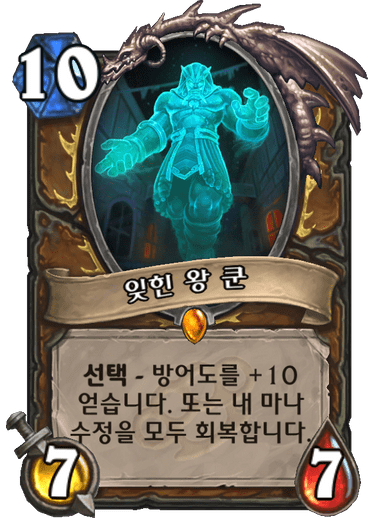 10
잊힌 왕 쿤
선택 - 방어도를 +10
얻습니다. 또는 내 마나
수정을 모두 회복합니다.
7
7